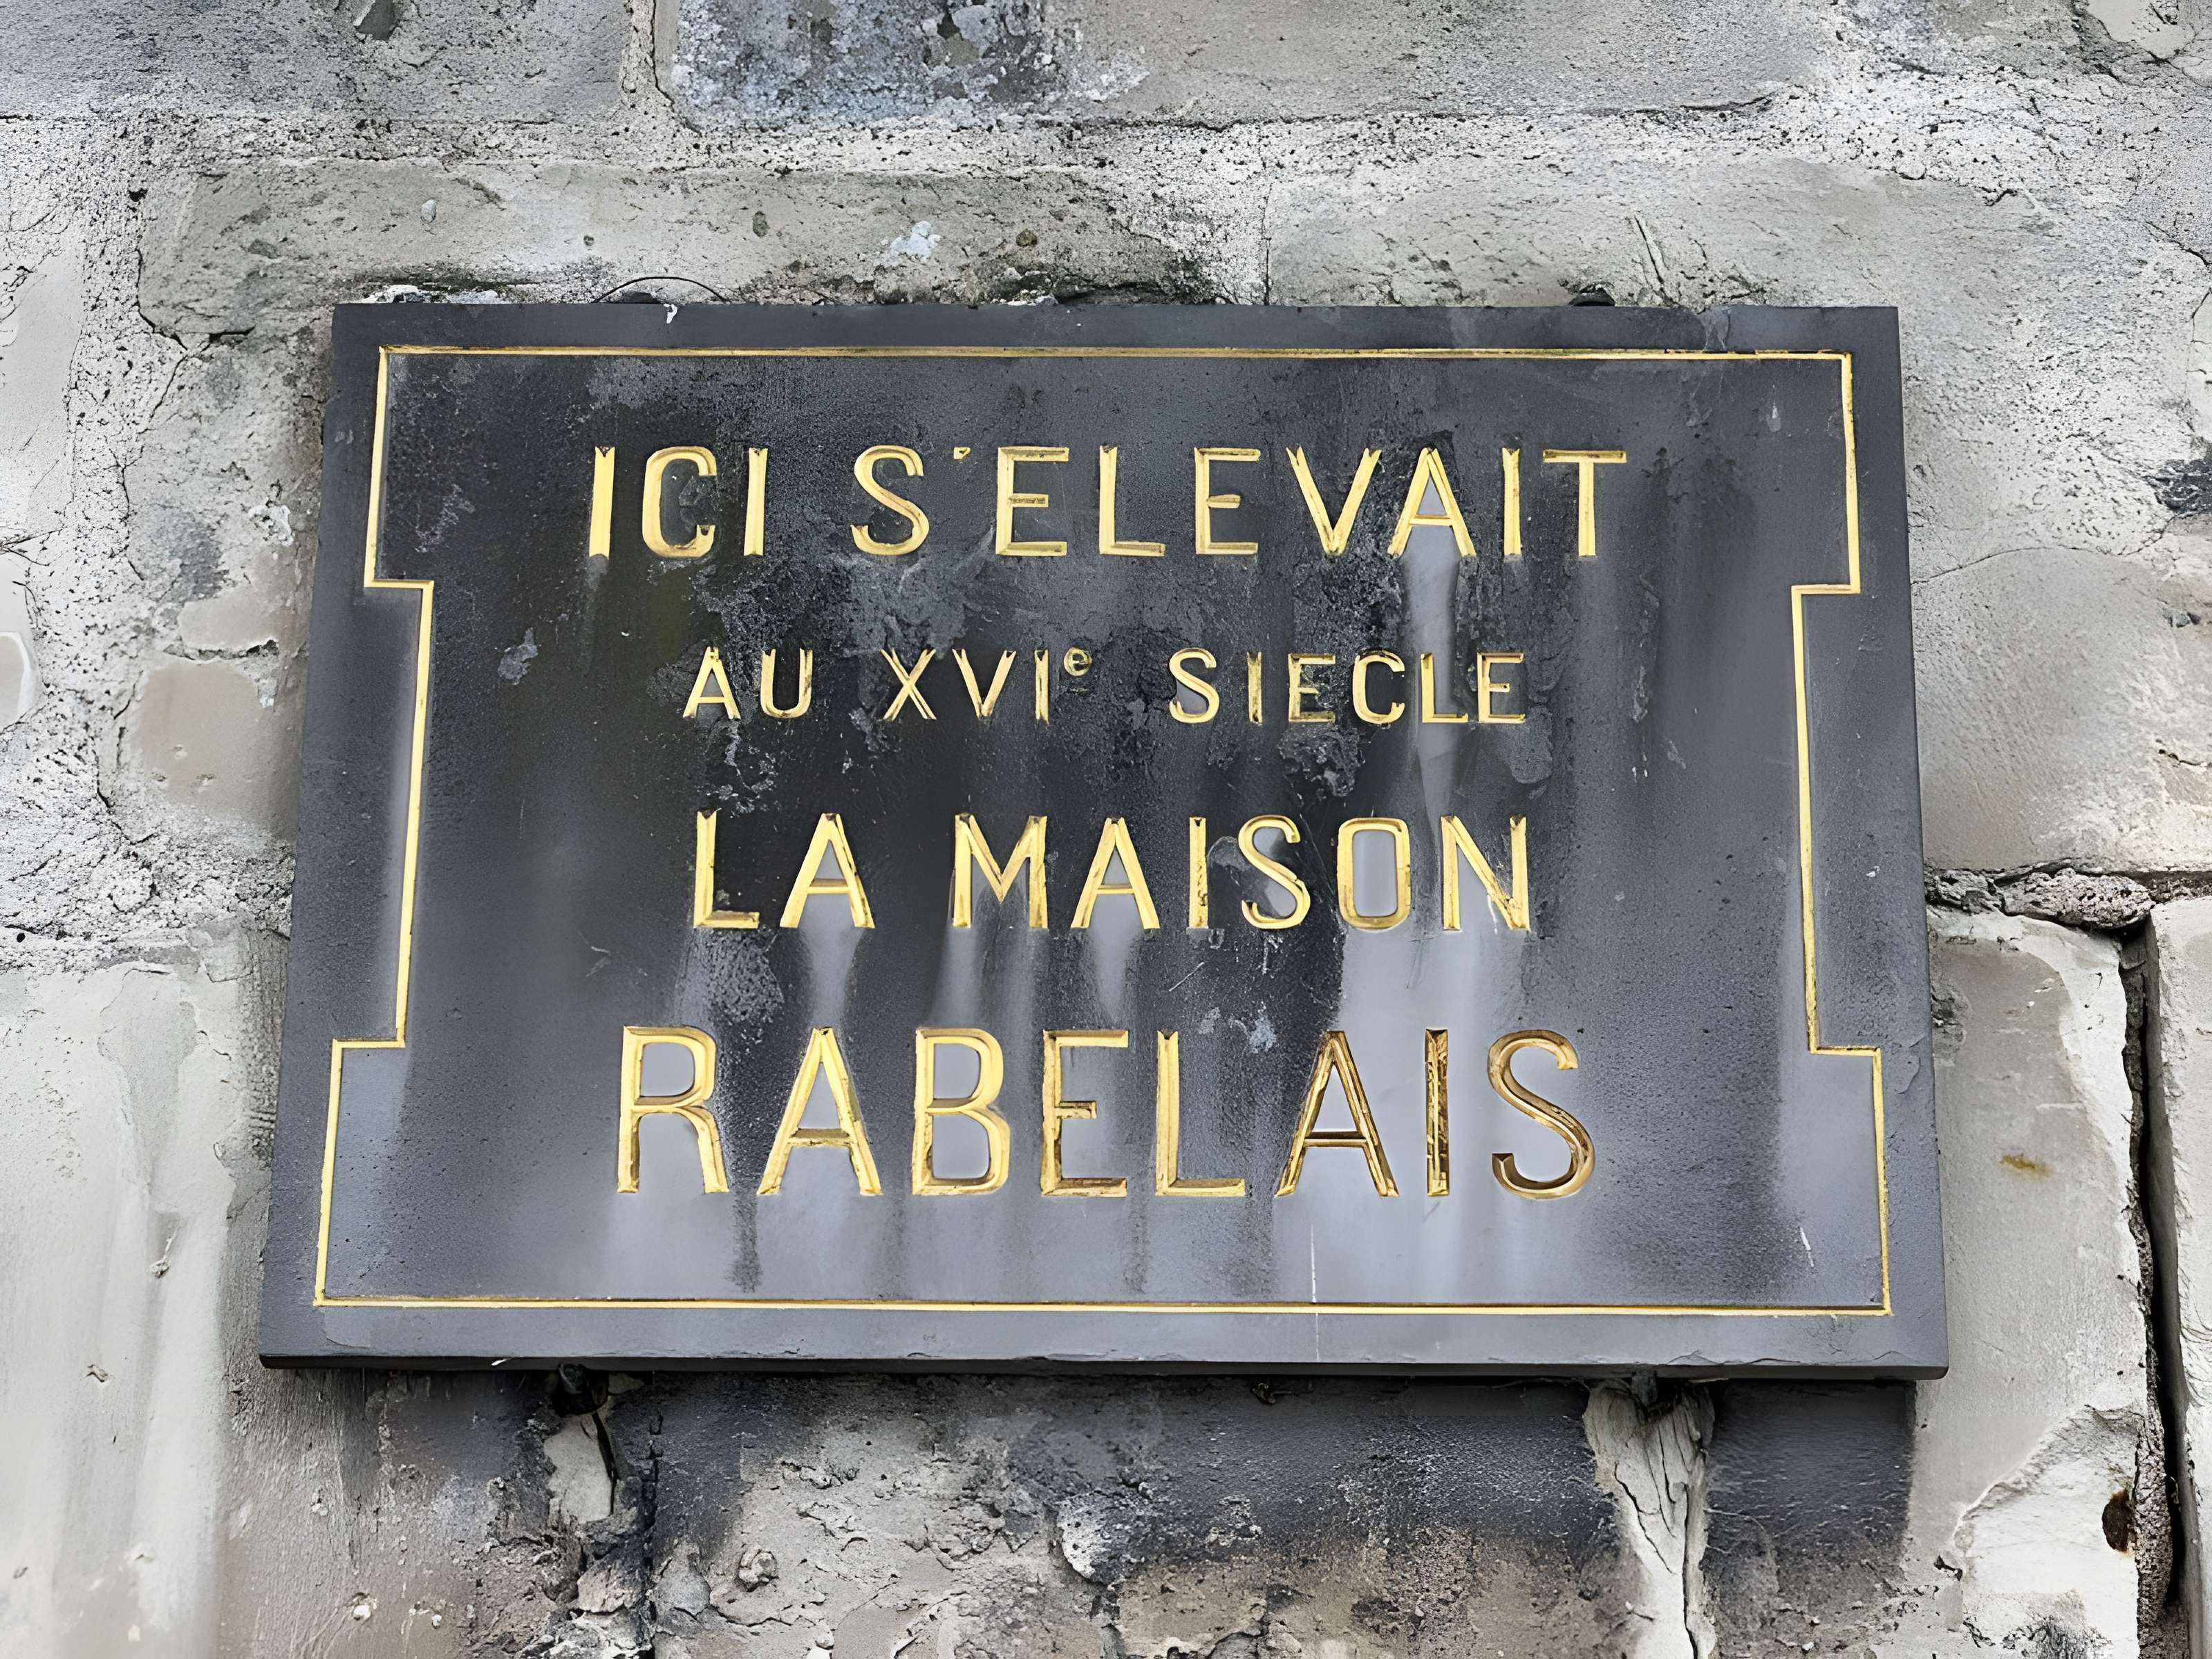 ICI S'ELEVAIT
AU XVIe SIECLE
LA MAISON
RABELAIS